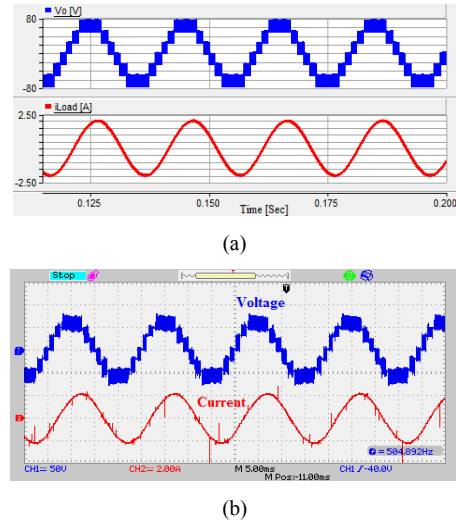 Vo [V]
80
-80
iLoad [A]
2.50
-2.50
0.125 0.150 0.175 0.200
Time [Sec]
(a)
Stop
T
Voltage
Current
= 504.892Hz
CH1= 50V CH2= 2.00A M 5.00ms CH1 /-40.0V
M Pos:-11.00ms
(b)